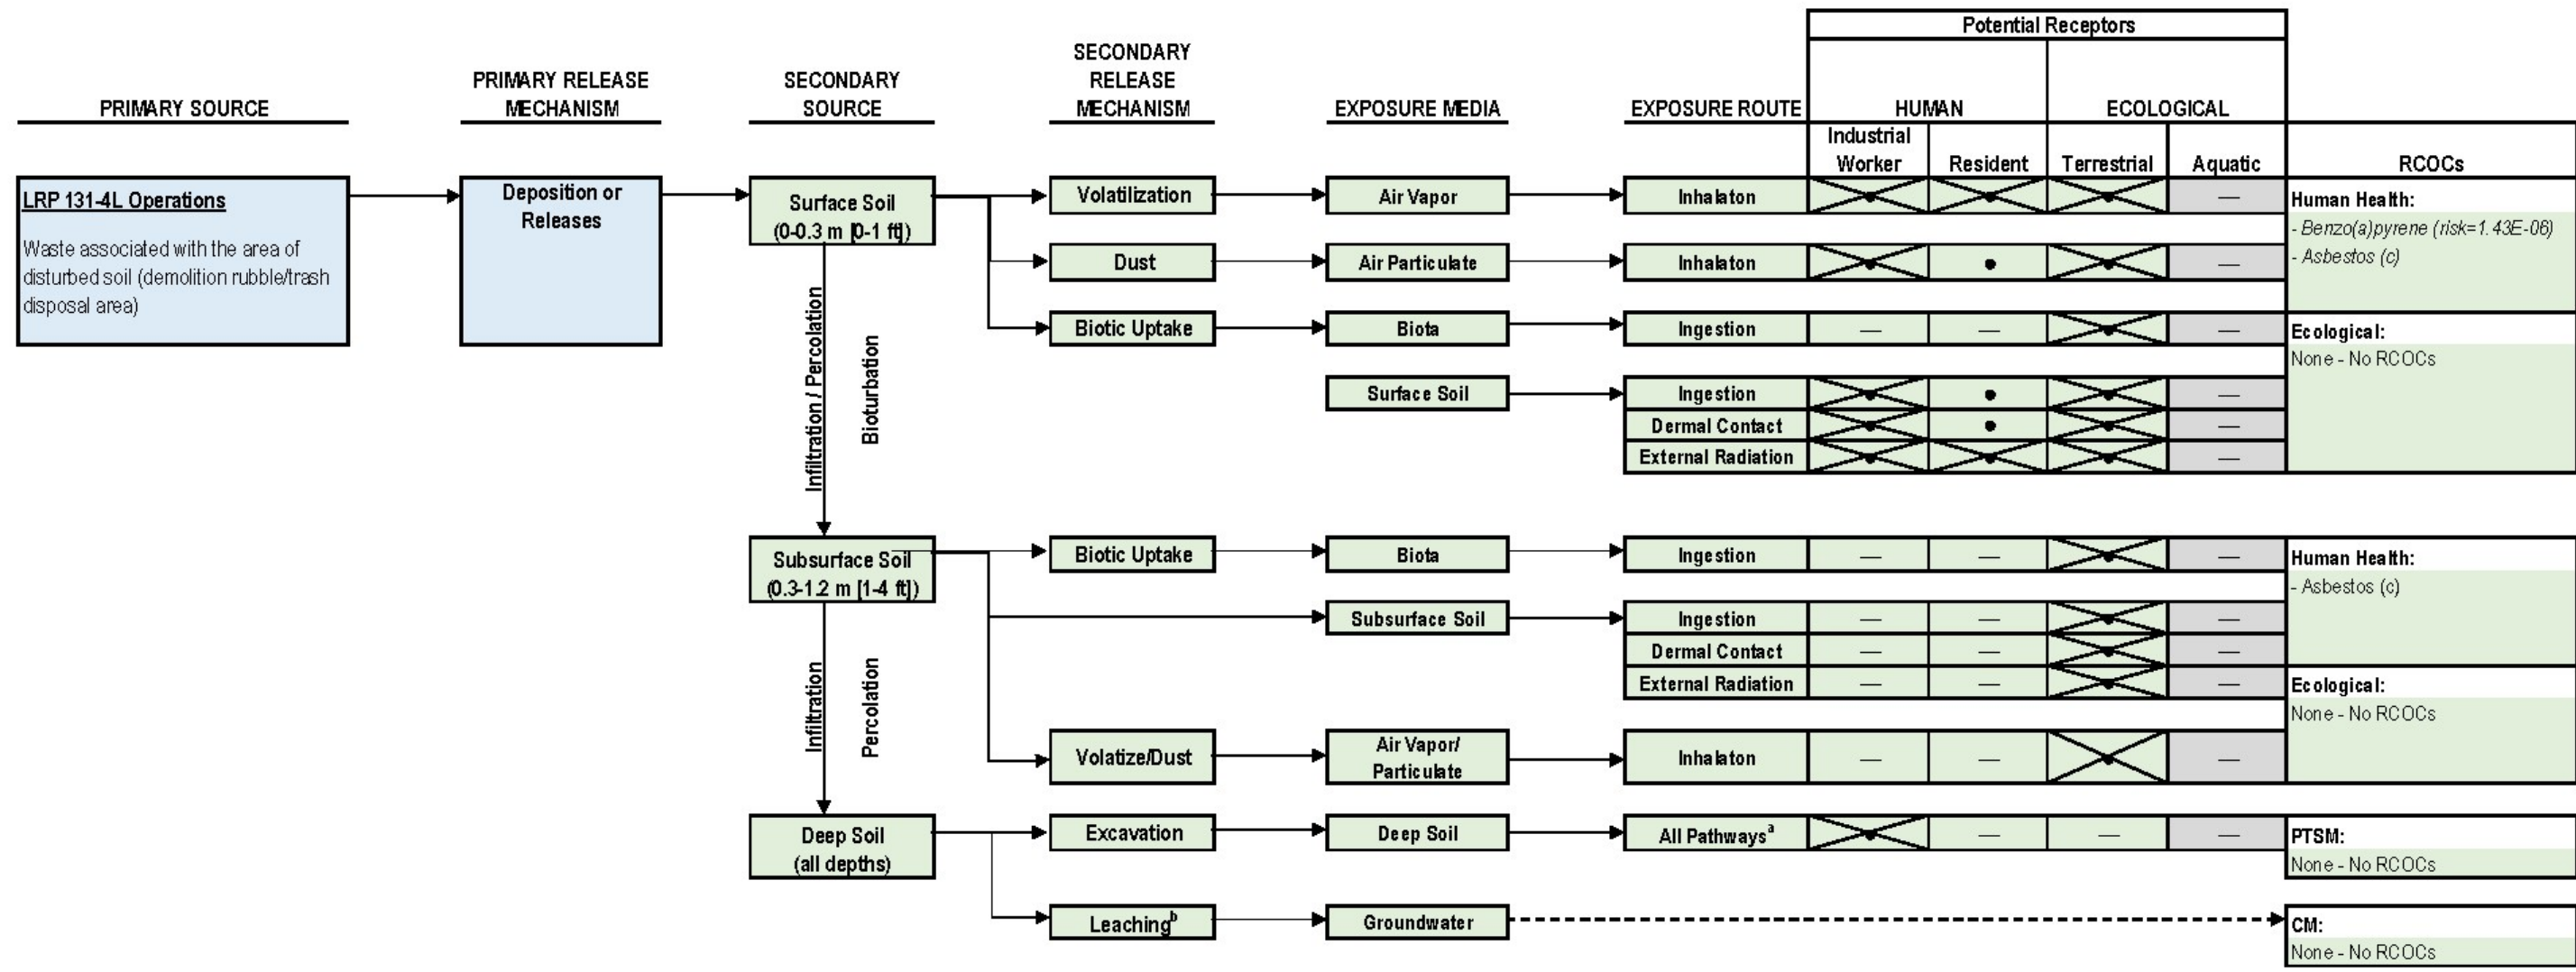 Potential Receptors
PRIMARY SOURCE
PRIMARY RELEASE
MECHANISM
SECONDARY
SOURCE
SECONDARY
RELEASE
MECHANISM
EXPOSURE MEDIA
EXPOSURE ROUTE
HUMAN
ECOLOGICAL
Industrial
Worker
Resident
Terrestrial
Aquatic
RCOCs
LRP 131-4L Operations
Waste associated with the area of
disturbed soil (demolition rubble/trash
disposal area)
Deposition or
Releases
Surface Soil
(0-0.3 m [0-1 ft])
Volatilization
Air Vapor
Inhalaton
—
Human Health:
- Benzo(a)pyrene (risk=1.43E-06)
- Asbestos (c)
Dust
Air Particulate
Inhalaton
•
—
Biotic Uptake
Biota
Ingestion
— — —
Ecological:
None - No RCOCs
Surface Soil
Ingestion
•
—
Dermal Contact
•
—
External Radiation
—
Infiltration / Percolation
Bioturbation
Subsurface Soil
(0.3-1.2 m [1-4 ft])
Biotic Uptake
Biota
Ingestion
— — —
Human Health:
- Asbestos (c)
Subsurface Soil
Ingestion
— — —
Dermal Contact
— — —
External Radiation
— — —
Ecological:
None - No RCOCs
Infiltration
Percolation
Volatize/Dust
Air Vapor/
Particulate
Inhalaton
— — —
Deep Soil
(all depths)
Excavation
Deep Soil
All Pathways^a
— — —
PTSM:
None - No RCOCs
Leaching^b
Groundwater
CM:
None - No RCOCs